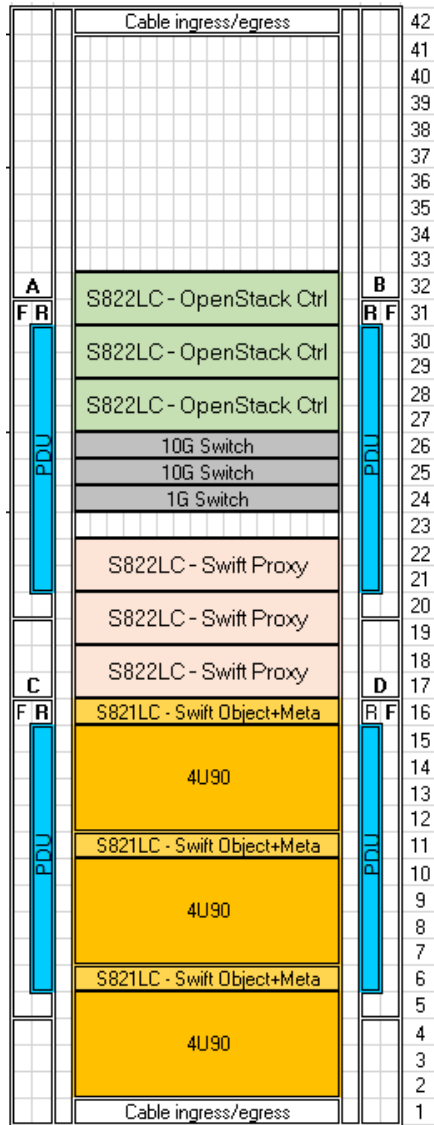 Cable ingress/egress 42
41
40
39
38
37
36
35
34
33
A B 32
S822LC - OpenStack Ctrl
F R R F 31
30
S822LC - OpenStack Ctrl
29
28
S822LC - OpenStack Ctrl
27
10G Switch 26
PDU 10G Switch PDU 25
1G Switch 24
23
22
S822LC - Swift Proxy
21
20
S822LC - Swift Proxy
19
18
S822LC - Swift Proxy
C D 17
F R S821LC - Swift Object+Meta R F 16
15
14
4U90
13
12
S821LC - Swift Object+Meta 11
PDU PDU 10
9
4U90
8
7
S821LC - Swift Object+Meta 6
5
4
4U90
3
2
Cable ingress/egress 1